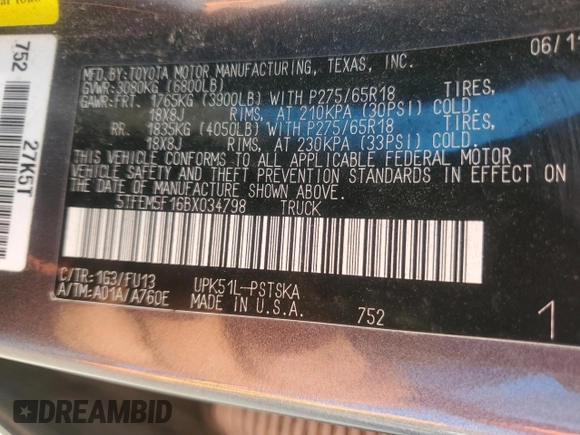 752
27K5T
06/11
MFD.BY:TOYOTA MOTOR MANUFACTURING, TEXAS, INC.
GVWR:3080KG (6800LB)
GAWR:FRT. 1765KG (3900LB) WITH P275/65R18 TIRES,
18X8J RIMS, AT 210KPA (30PSI) COLD.
RR. 1835KG (4050LB) WITH P275/65R18 TIRES,
18X8J RIMS, AT 230KPA (33PSI) COLD.
THIS VEHICLE CONFORMS TO ALL APPLICABLE FEDERAL MOTOR
VEHICLE SAFETY AND THEFT PREVENTION STANDARDS IN EFFECT ON
THE DATE OF MANUFACTURE SHOWN ABOVE.
5TFEM5F16BX034798 TRUCK
C/TR:1G3/FU13 UPK51L-PSTSKA
A/TM:A01A/A760E MADE IN U.S.A. 752
1
DREAMBID